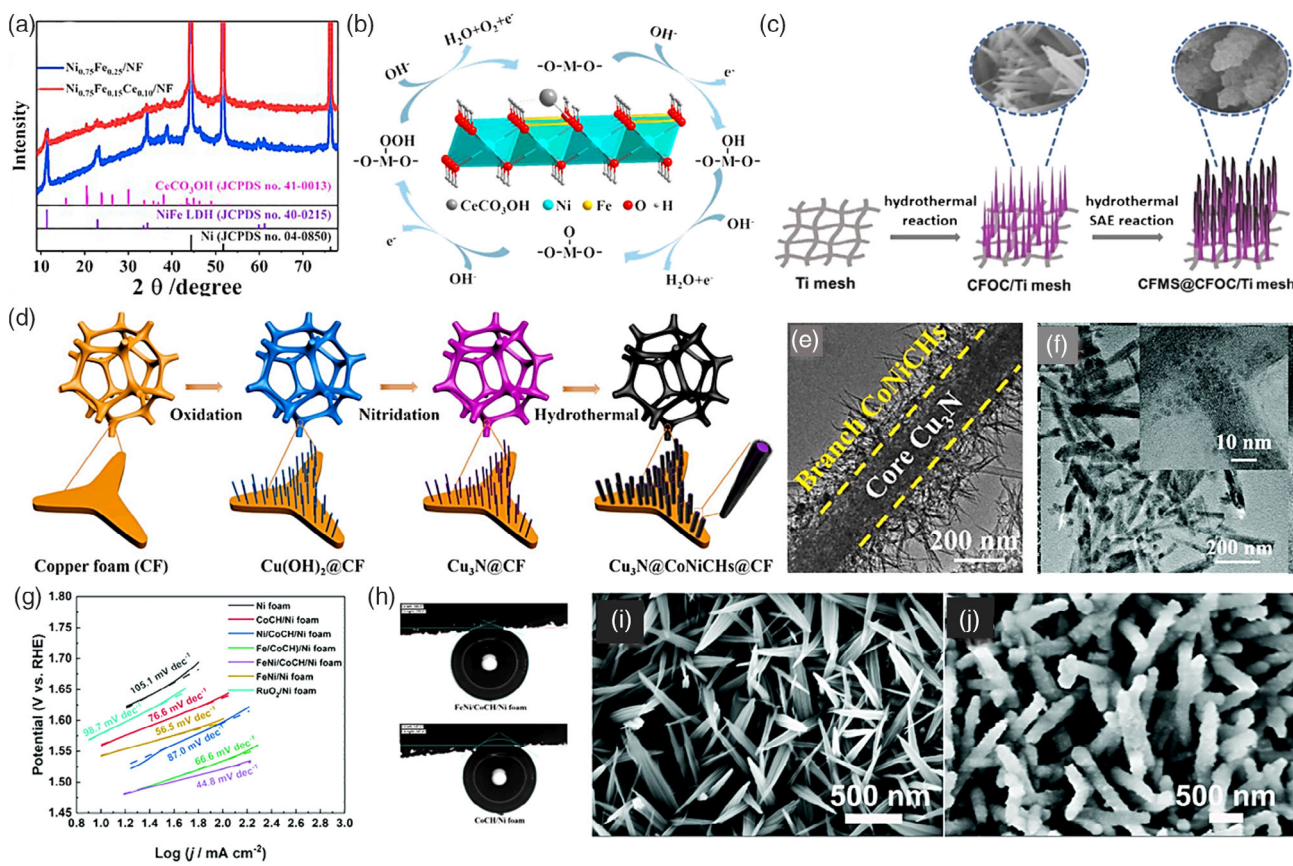 (a)
Ni0.75Fe0.25/NF
Ni0.75Fe0.15Ce0.10/NF
CeCO3OH (JCPDS no. 41-0013)
NiFe LDH (JCPDS no. 40-0215)
Ni (JCPDS no. 04-0850)
Intensity
10 20 30 40 50 60 70
2 θ /degree
(b)
H2O+O2+e-
OH-
-O-M-O-
OH-
e-
OOH
-O-M-O-
OH
-O-M-O-
CeCO3OH Ni Fe O H
e-
OH-
O
-O-M-O-
OH-
H2O+e-
(c)
hydrothermal
reaction
hydrothermal
SAE reaction
Ti mesh
CFOC/Ti mesh
CFMS@CFOC/Ti mesh
(d)
Oxidation
Nitridation
Hydrothermal
Copper foam (CF)
Cu(OH)2@CF
Cu3N@CF
Cu3N@CoNiCHs@CF
(e)
Branch CoNiCHs
Core Cu3N
200 nm
(f)
10 nm
200 nm
(g)
1.80
1.75
1.70
1.65
1.60
1.55
1.50
1.45
Potential (V vs. RHE)
Ni foam
CoCH/Ni foam
Ni/CoCH/Ni foam
Fe/CoCH)/Ni foam
FeNi/CoCH/Ni foam
FeNi/Ni foam
RuO2/Ni foam
105.1 mV dec-1
98.7 mV dec-1
76.6 mV dec-1
56.5 mV dec-1
87.0 mV dec-1
66.6 mV dec-1
44.8 mV dec-1
0.6 0.9 1.2 1.5 1.8 2.1 2.4 2.7 3.0
Log (j / mA cm-2)
(h)
FeNi/CoCH/Ni foam
CoCH/Ni foam
(i)
500 nm
(j)
500 nm